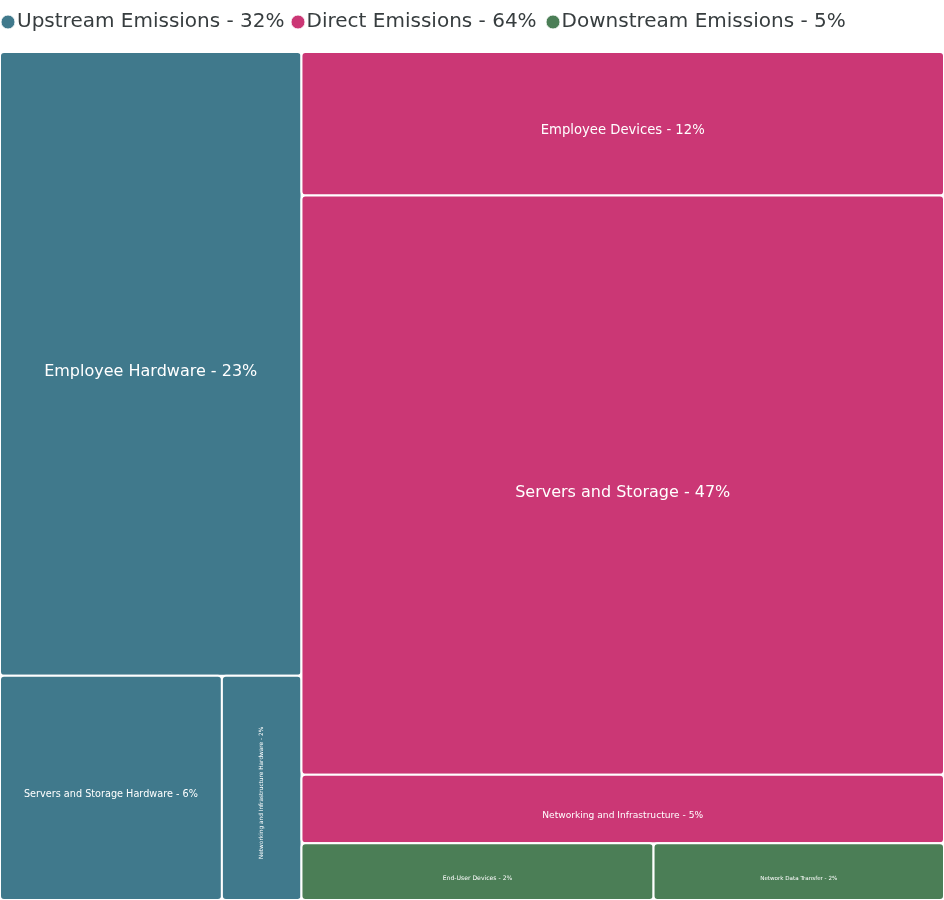 Upstream Emissions - 32% Direct Emissions - 64% Downstream Emissions - 5%
Employee Devices - 12%
Employee Hardware - 23%
Servers and Storage - 47%
Servers and Storage Hardware - 6%
Networking and Infrastructure Hardware - 2%
Networking and Infrastructure - 5%
End-User Devices - 2%
Network Data Transfer - 2%